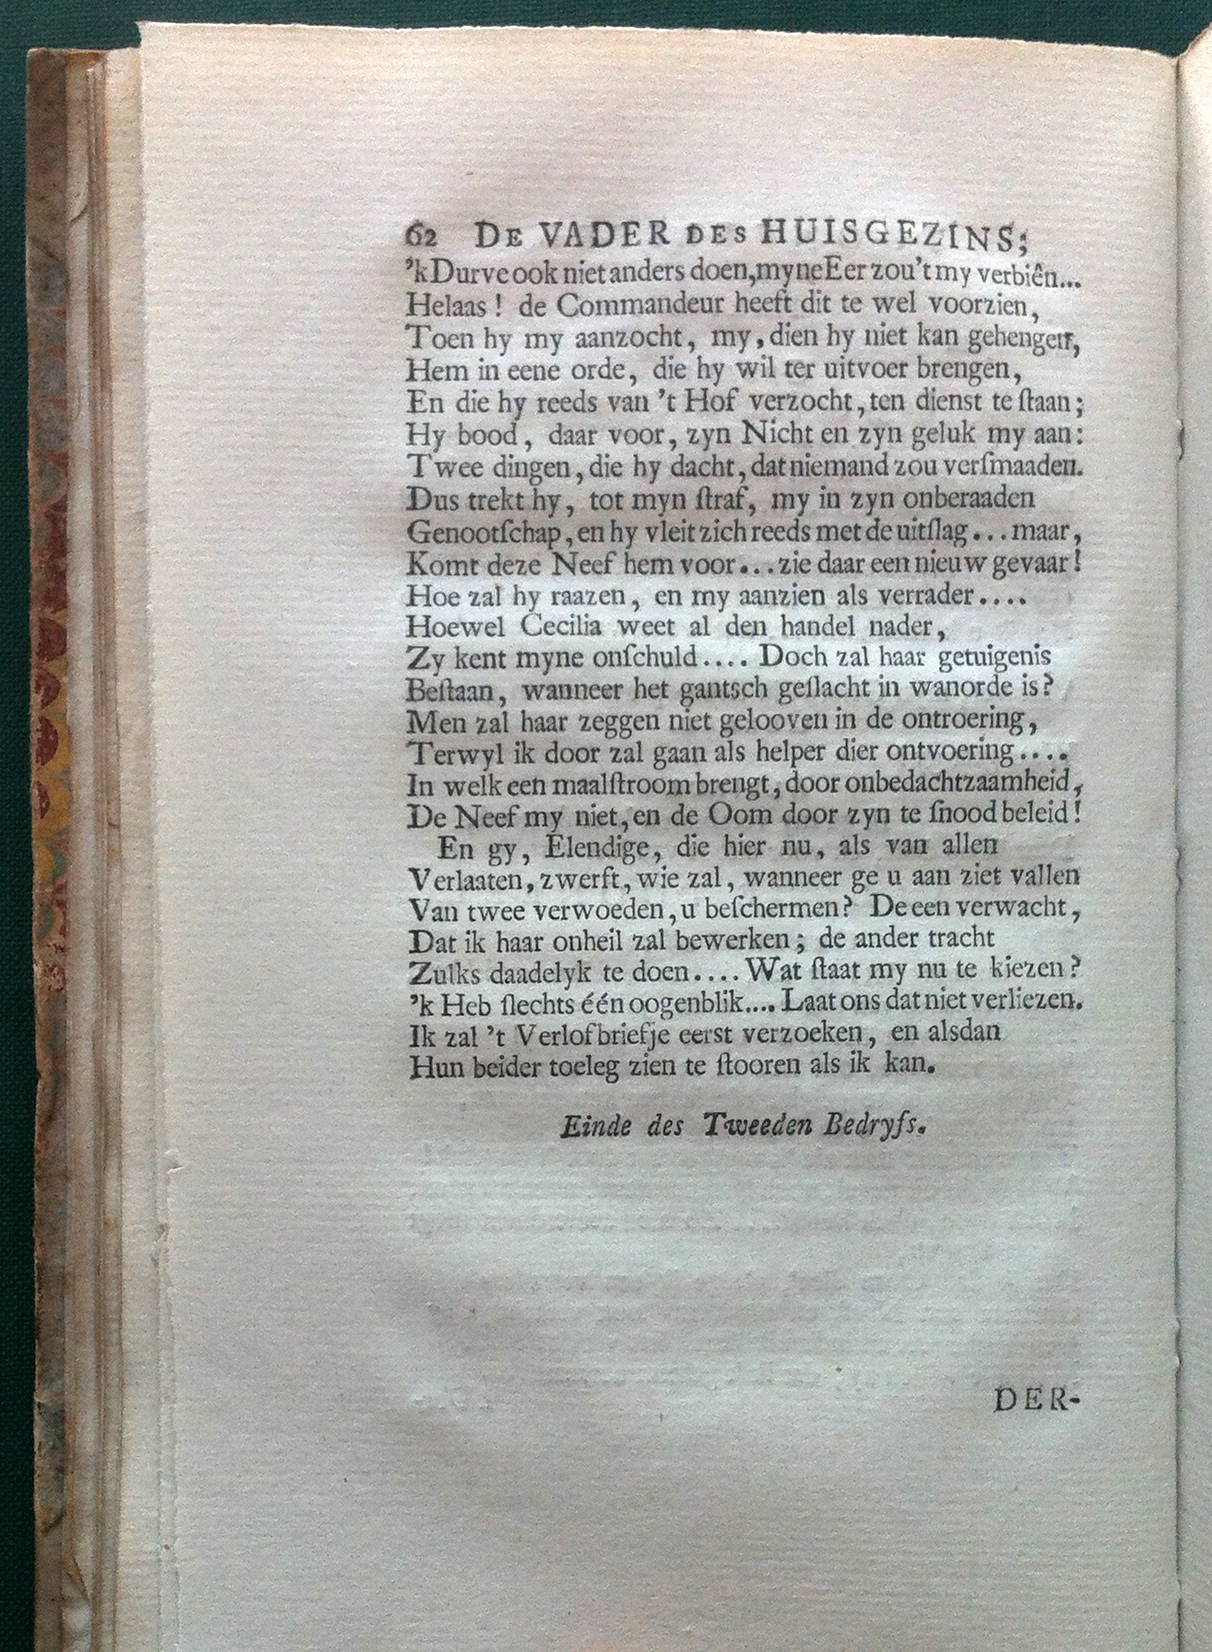 62 DE VADER DES HUISGEZINS;
’k Durve ook niet anders doen, myne Eer zou ’t my verbiên...
Helaas! de Commandeur heeft dit te wel voorzien,
Toen hy my aanzocht, my, dien hy niet kan gehengen,
Hem in eene orde, die hy wil ter uitvoer brengen,
En die hy reeds van ’t Hof verzocht, ten dienst te ſtaan;
Hy bood, daar voor, zyn Nicht en zyn geluk my aan:
Twee dingen, die hy dacht, dat niemand zou verſmaaden.
Dus trekt hy, tot myn ſtraf, my in zyn onberaaden
Genootſchap, en hy vleit zich reeds met de uitſlag... maar,
Komt deze Neef hem voor... zie daar een nieuw gevaar!
Hoe zal hy raazen, en my aanzien als verrader....
Hoewel Cecilia weet al den handel nader,
Zy kent myne onſchuld.... Doch zal haar getuigenis
Beſtaan, wanneer het gantsch geſlacht in wanorde is?
Men zal haar zeggen niet gelooven in de ontroering,
Terwyl ik door zal gaan als helper dier ontvoering....
In welk een maalſtroom brengt, door onbedachtzaamheid,
De Neef my niet, en de Oom door zyn te ſnood beleid!
En gy, Elendige, die hier nu, als van allen
Verlaaten, zwerft, wie zal, wanneer ge u aan ziet vallen
Van twee verwoeden, u beſchermen? De een verwacht,
Dat ik haar onheil zal bewerken; de ander tracht
Zulks daadelyk te doen.... Wat ſtaat my nu te kiezen?
’k Heb ſlechts één oogenblik.... Laat ons dat niet verliezen.
Ik zal ’t Verlofbriefje eerst verzoeken, en alsdan
Hun beider toeleg zien te ſtooren als ik kan.
Einde des Tweeden Bedryfs.
DER-